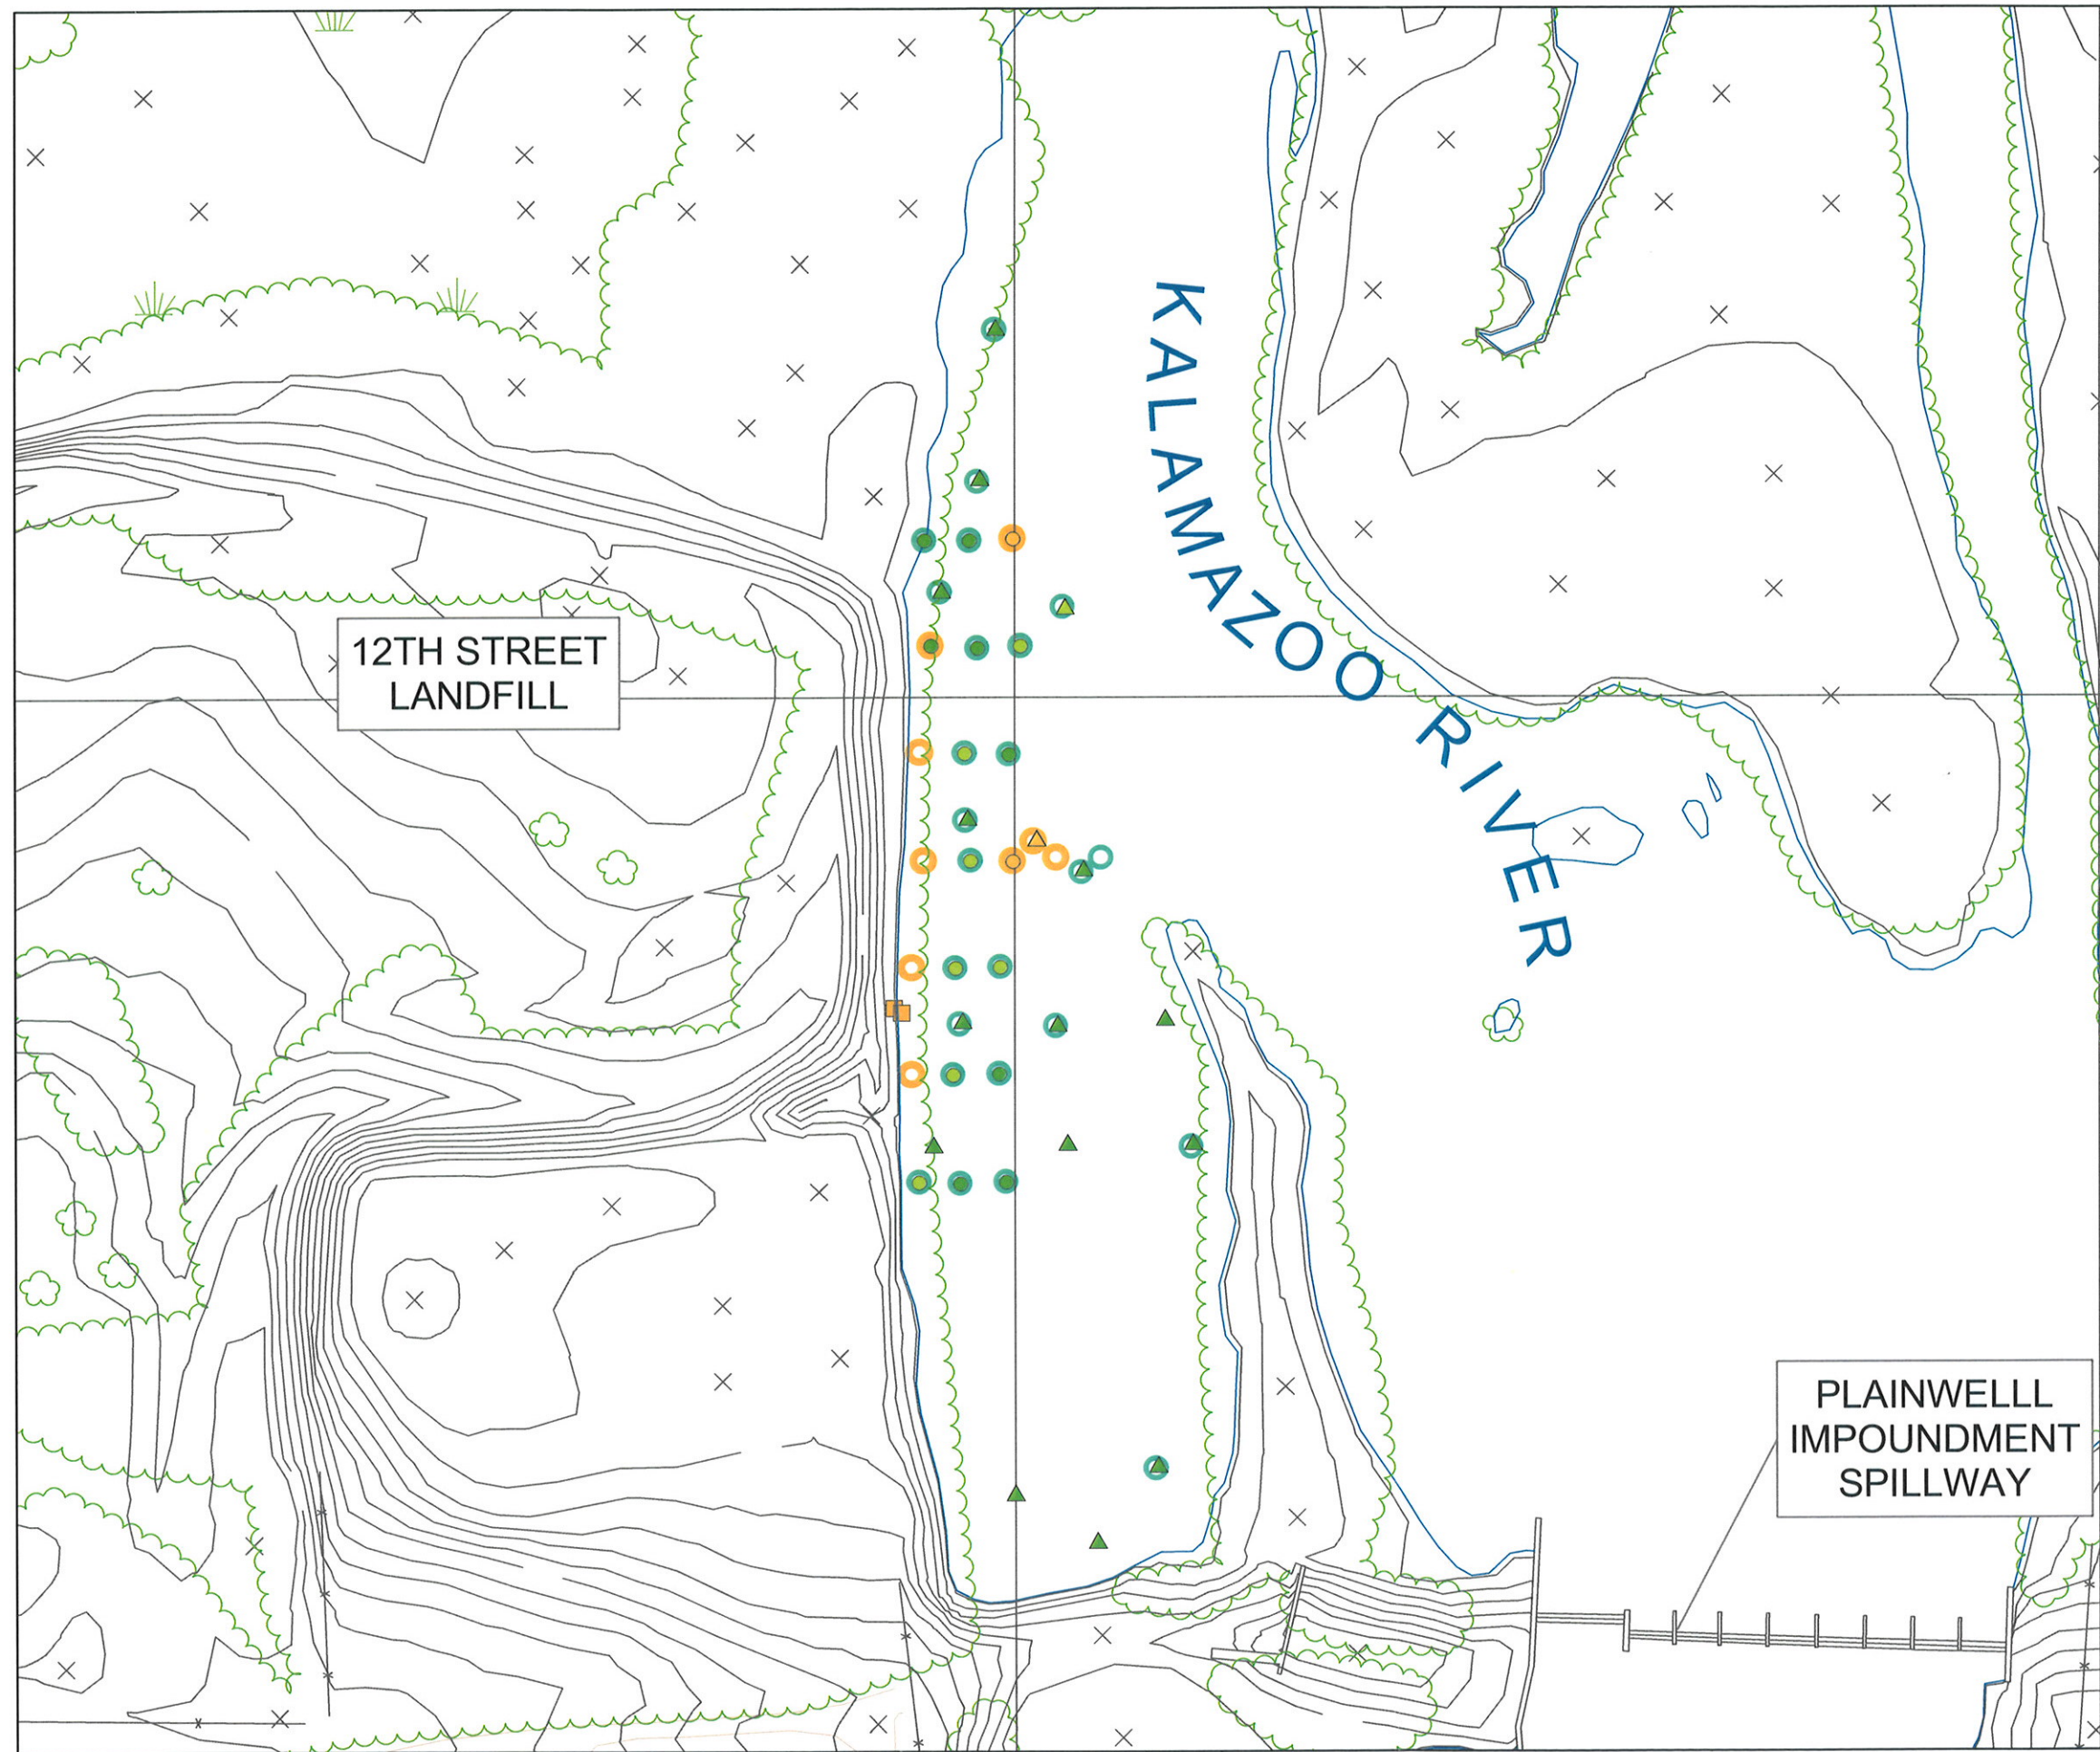 KALAMAZOO RIVER
12TH STREET
LANDFILL
PLAINWELLL
IMPOUNDMENT
SPILLWAY